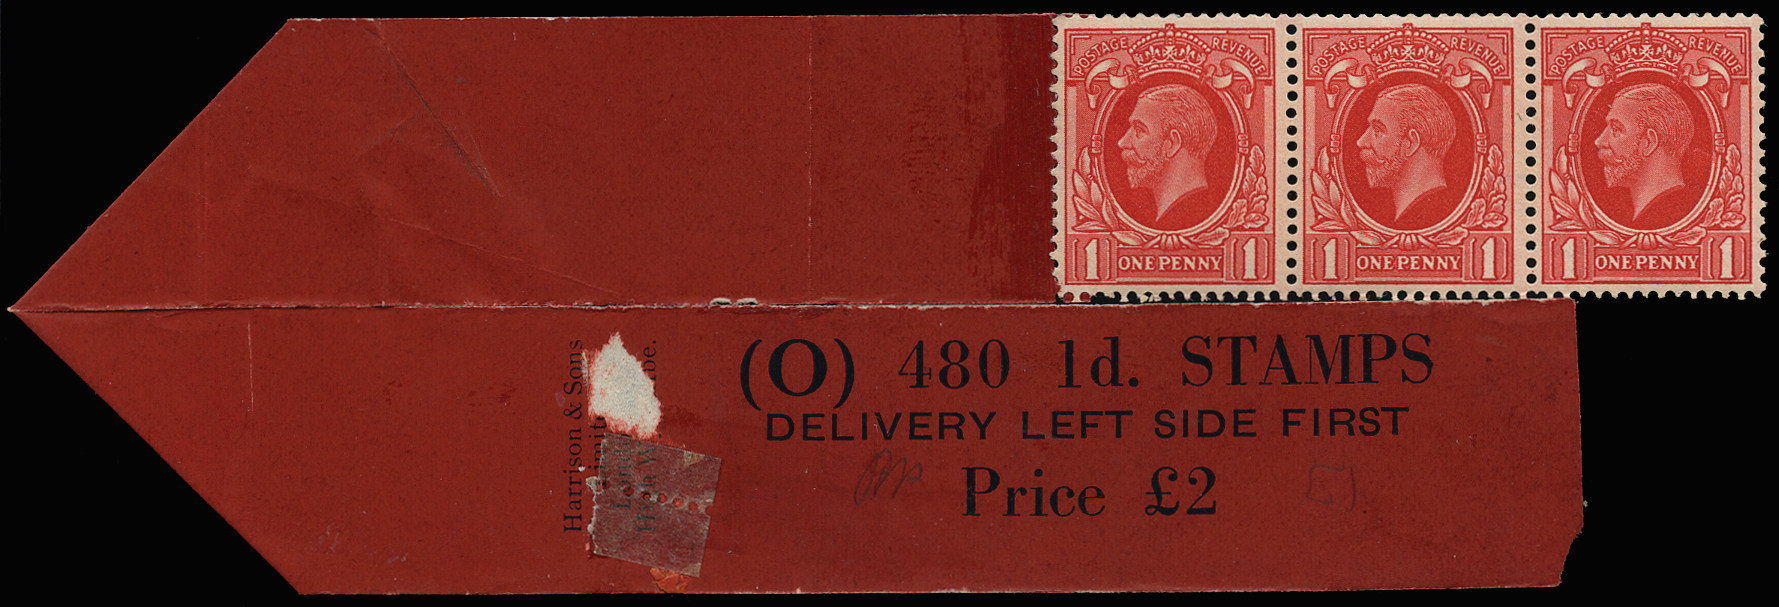 POSTAGE REVENUE
1 ONE PENNY 1
POSTAGE REVENUE
1 ONE PENNY 1
POSTAGE REVENUE
1 ONE PENNY 1
(O) 480 1d. STAMPS
DELIVERY LEFT SIDE FIRST
Price £2
Harrison & Sons